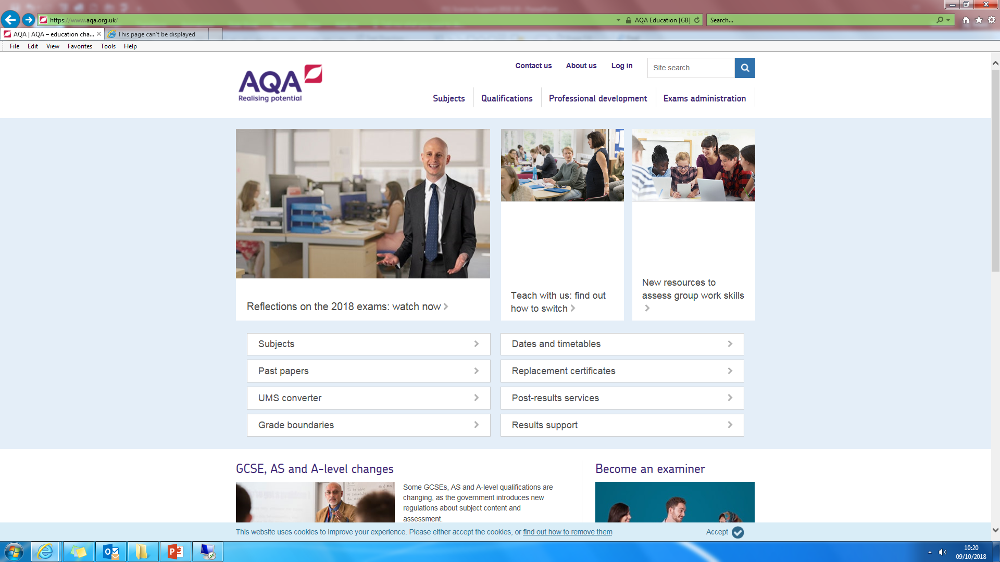 https://www.aqa.org.uk/
AQA Education [GB]
Search...
AQA | AQA – education cha...
This page can't be displayed
File Edit View Favorites Tools Help
AQA
Realising potential
Contact us About us Log in
Site search
Subjects Qualifications Professional development Exams administration
Reflections on the 2018 exams: watch now
Teach with us: find out
how to switch
New resources to
assess group work skills
Subjects
Dates and timetables
Past papers
Replacement certificates
UMS converter
Post-results services
Grade boundaries
Results support
GCSE, AS and A-level changes
Some GCSEs, AS and A-level qualifications are
changing, as the government introduces new
regulations about subject content and
assessment.
Become an examiner
This website uses cookies to improve your experience. Please either accept the cookies, or find out how to remove them
Accept
10:20
09/10/2018